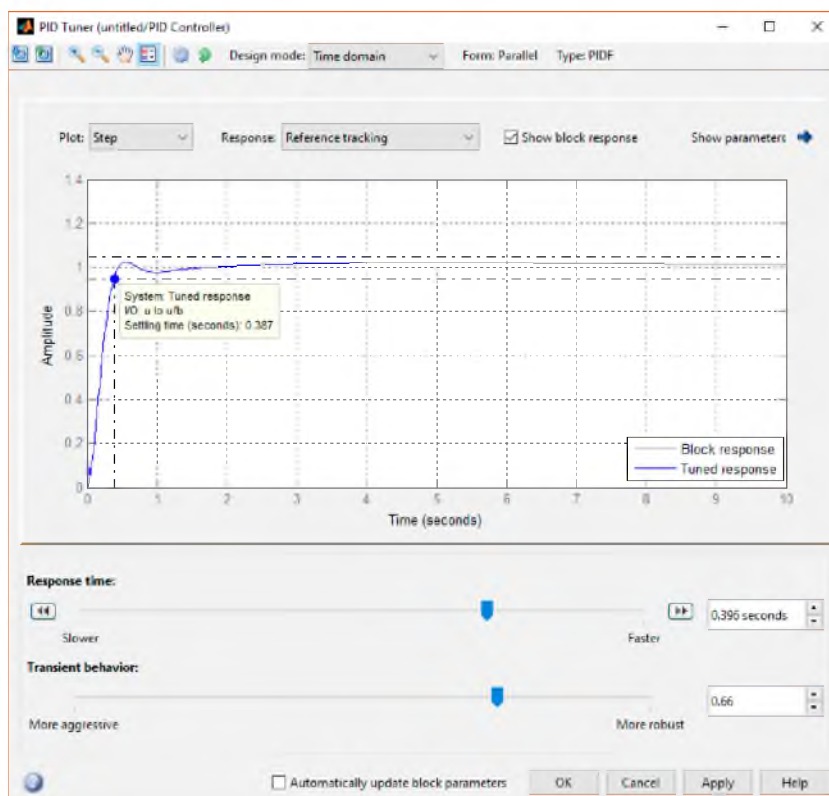 PID Tuner (untitled/PID Controller)
Design mode: Time domain Form: Parallel Type: PIDF
Plot: Step Response: Reference tracking Show block response Show parameters
1.4
1.2
1
0.8
0.6
0.4
0.2
0
Amplitude
System: Tuned response
I/O: u to u/b
Settling time (seconds): 0.387
Block response
Tuned response
0 1 2 3 4 5 6 7 8 9 10
Time (seconds)
Response time:
0.396 seconds
Slower Faster
Transient behavior:
0.66
More aggressive More robust
Automatically update block parameters OK Cancel Apply Help